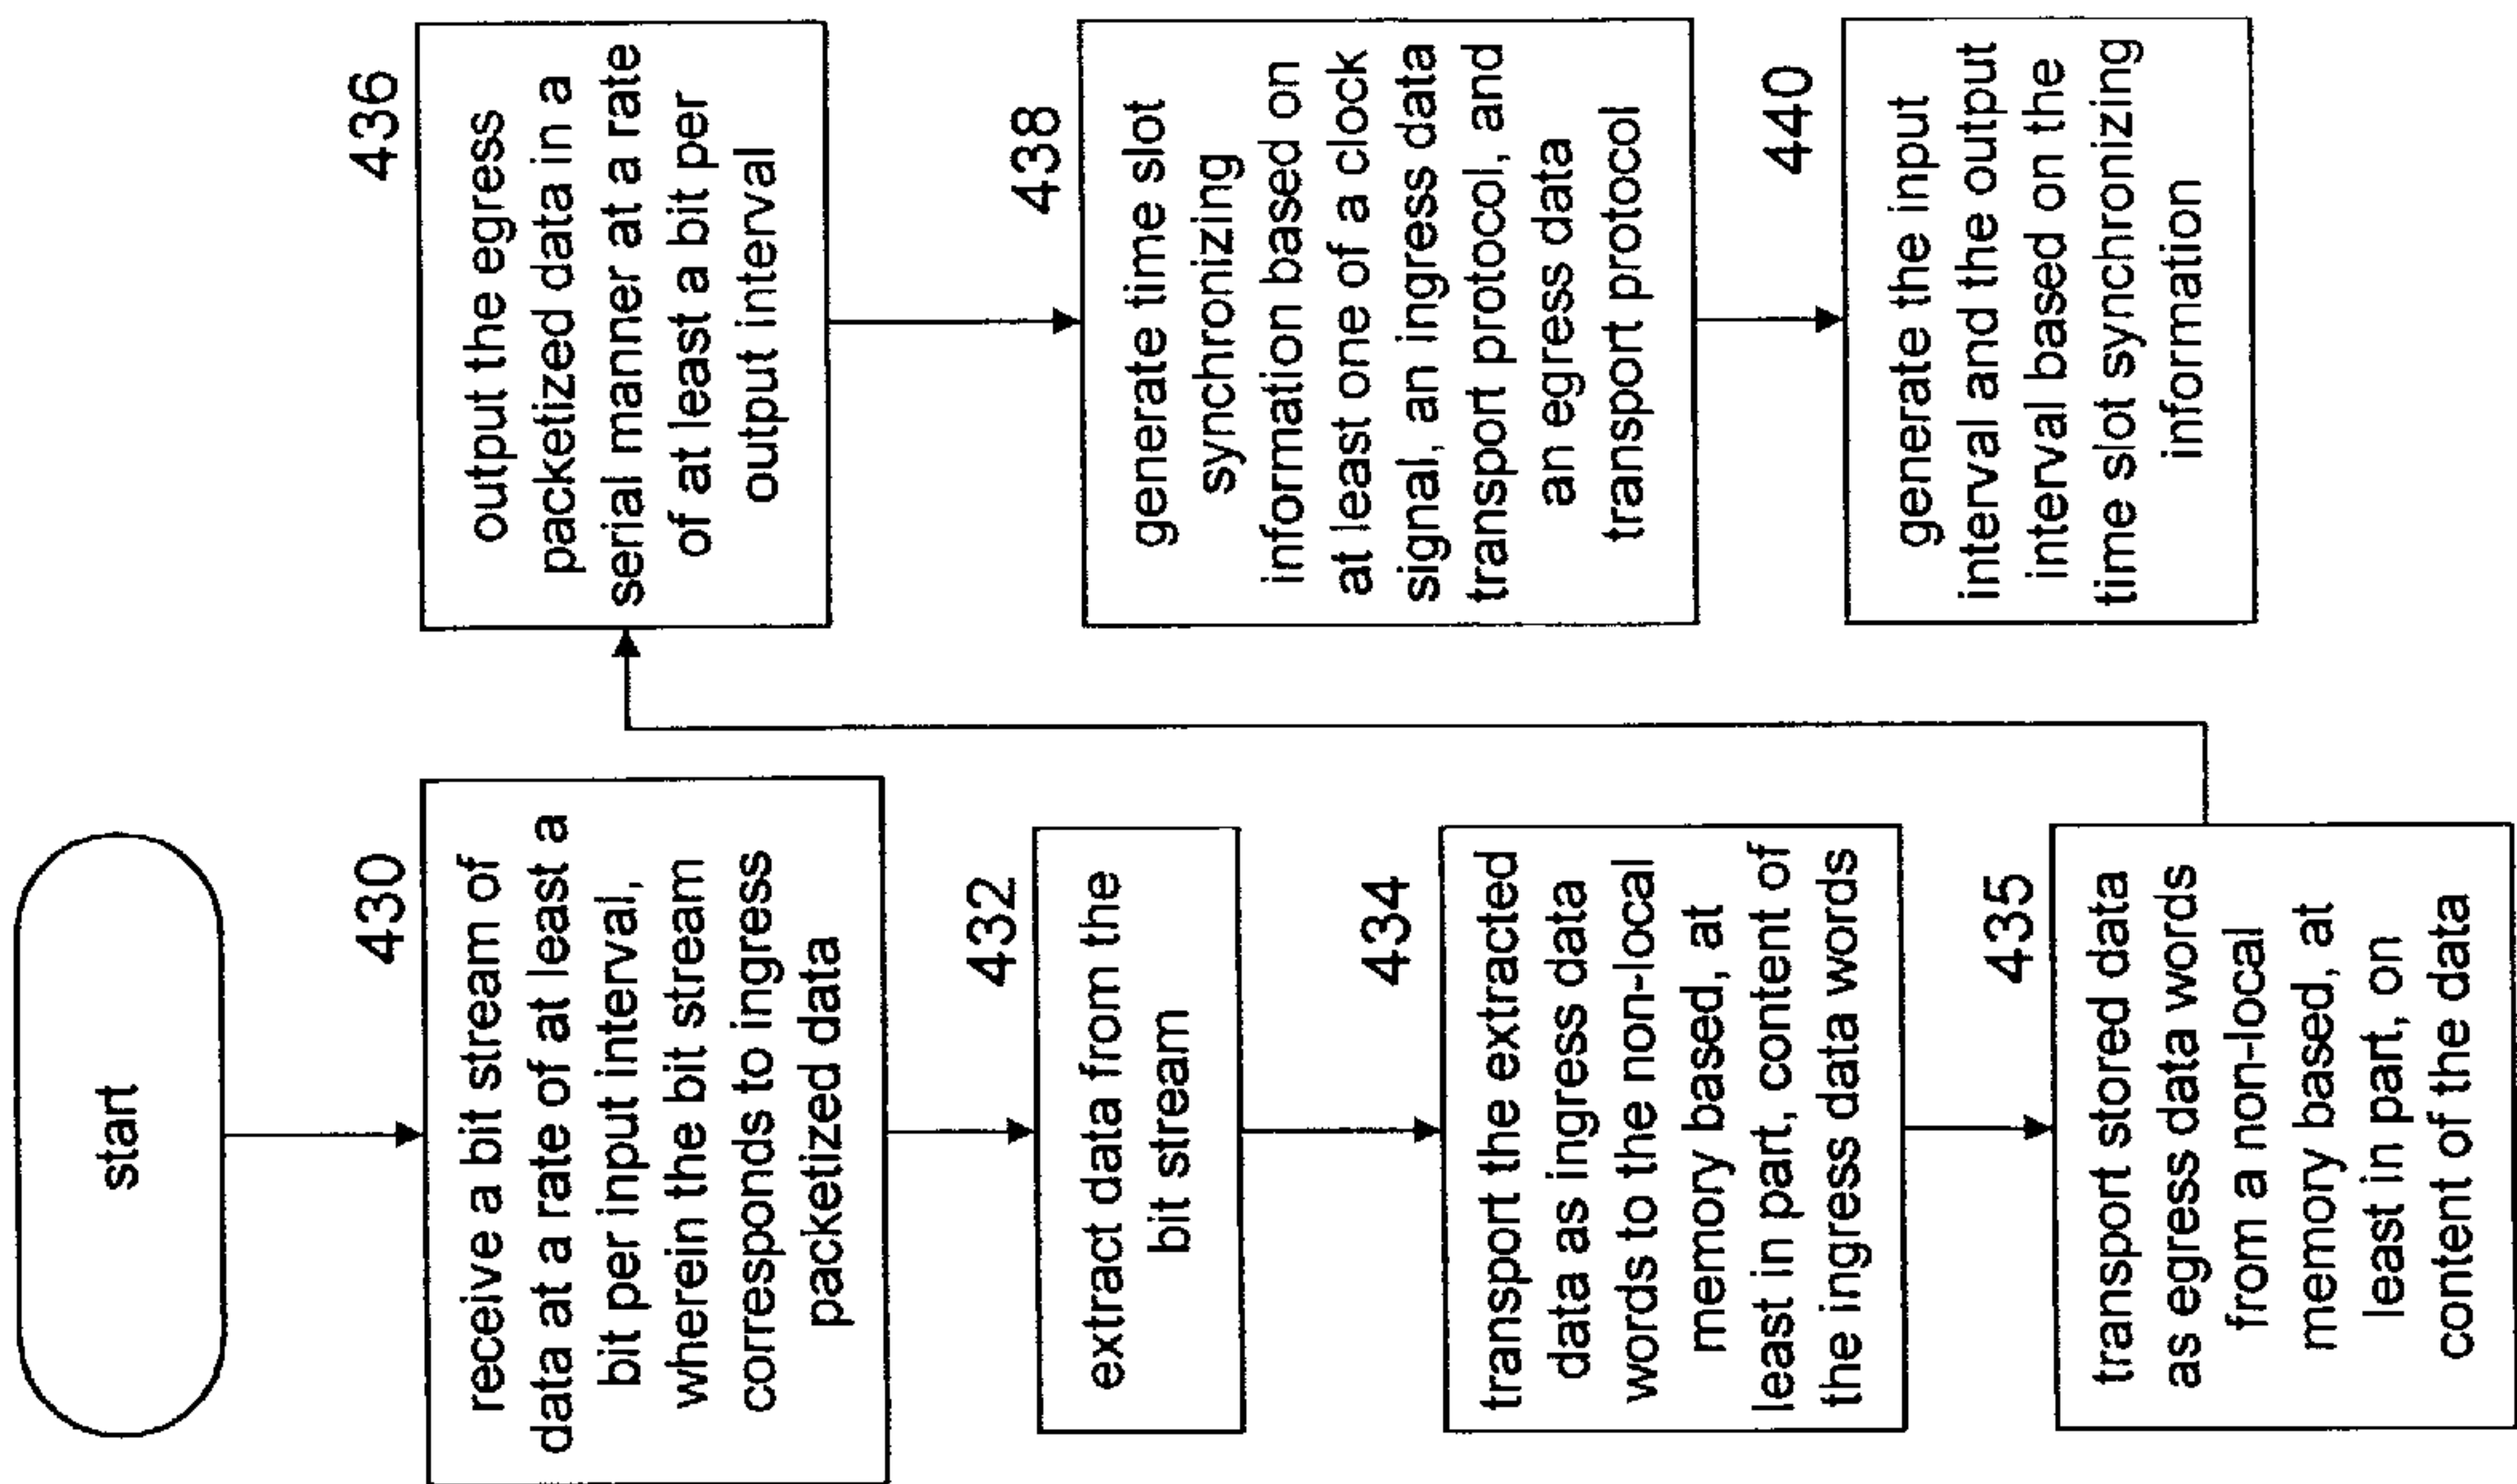 start
430
receive a bit stream of
data at a rate of at least a
bit per input interval,
wherein the bit stream
corresponds to ingress
packetized data
432
extract data from the
bit stream
434
transport the extracted
data as ingress data
words to the non-local
memory based, at
least in part, content of
the ingress data words
435
transport stored data
as egress data words
from a non-local
memory based, at
least in part, on
content of the data
436
output the egress
packetized data in a
serial manner at a rate
of at least a bit per
output interval
438
generate time slot
synchronizing
information based on
at least one of a clock
signal, an ingress data
transport protocol, and
an egress data
transport protocol
440
generate the input
interval and the output
interval based on the
time slot synchronizing
information